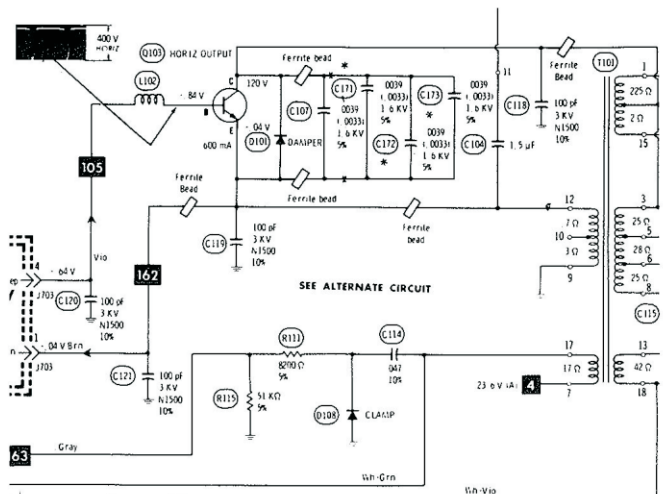 400 V
HORIZ
Q103 HORIZ OUTPUT
Ferrite bead
Ferrite
Bead
T101
L102
.84 V
B
C
E
120 V
.04 V
600 mA
D101 DAMPER
C107
C171
.0039
(.0033)
1.6 KV
5%
*
.0039
(.0033)
1.6 KV
5%
C173
*
.0039
(.0033)
1.6 KV
5%
C172
*
.0039
(.0033)
1.6 KV
5%
C104
11
1.5 µF
C118
100 pF
3 KV
N1500
10%
1
225 Ω
2 Ω
15
105
Ferrite
Bead
Ferrite bead
Ferrite
bead
12
.7 Ω
10
3 Ω
9
3
25 Ω
5
28 Ω
6
25 Ω
8
C119
100 pF
3 KV
N1500
10%
Vio
162
4
.64 V
ep
J703
C120
100 pF
3 KV
N1500
10%
SEE ALTERNATE CIRCUIT
C115
1
.04 V Brn
n
J703
C121
100 pF
3 KV
N1500
10%
R111
8200 Ω
5%
C114
.047
10%
R115
51 KΩ
5%
D108 CLAMP
17
17 Ω
7
23.6 V (A)
4
13
42 Ω
18
63
Gray
Wh-Grn
Wh-Vio